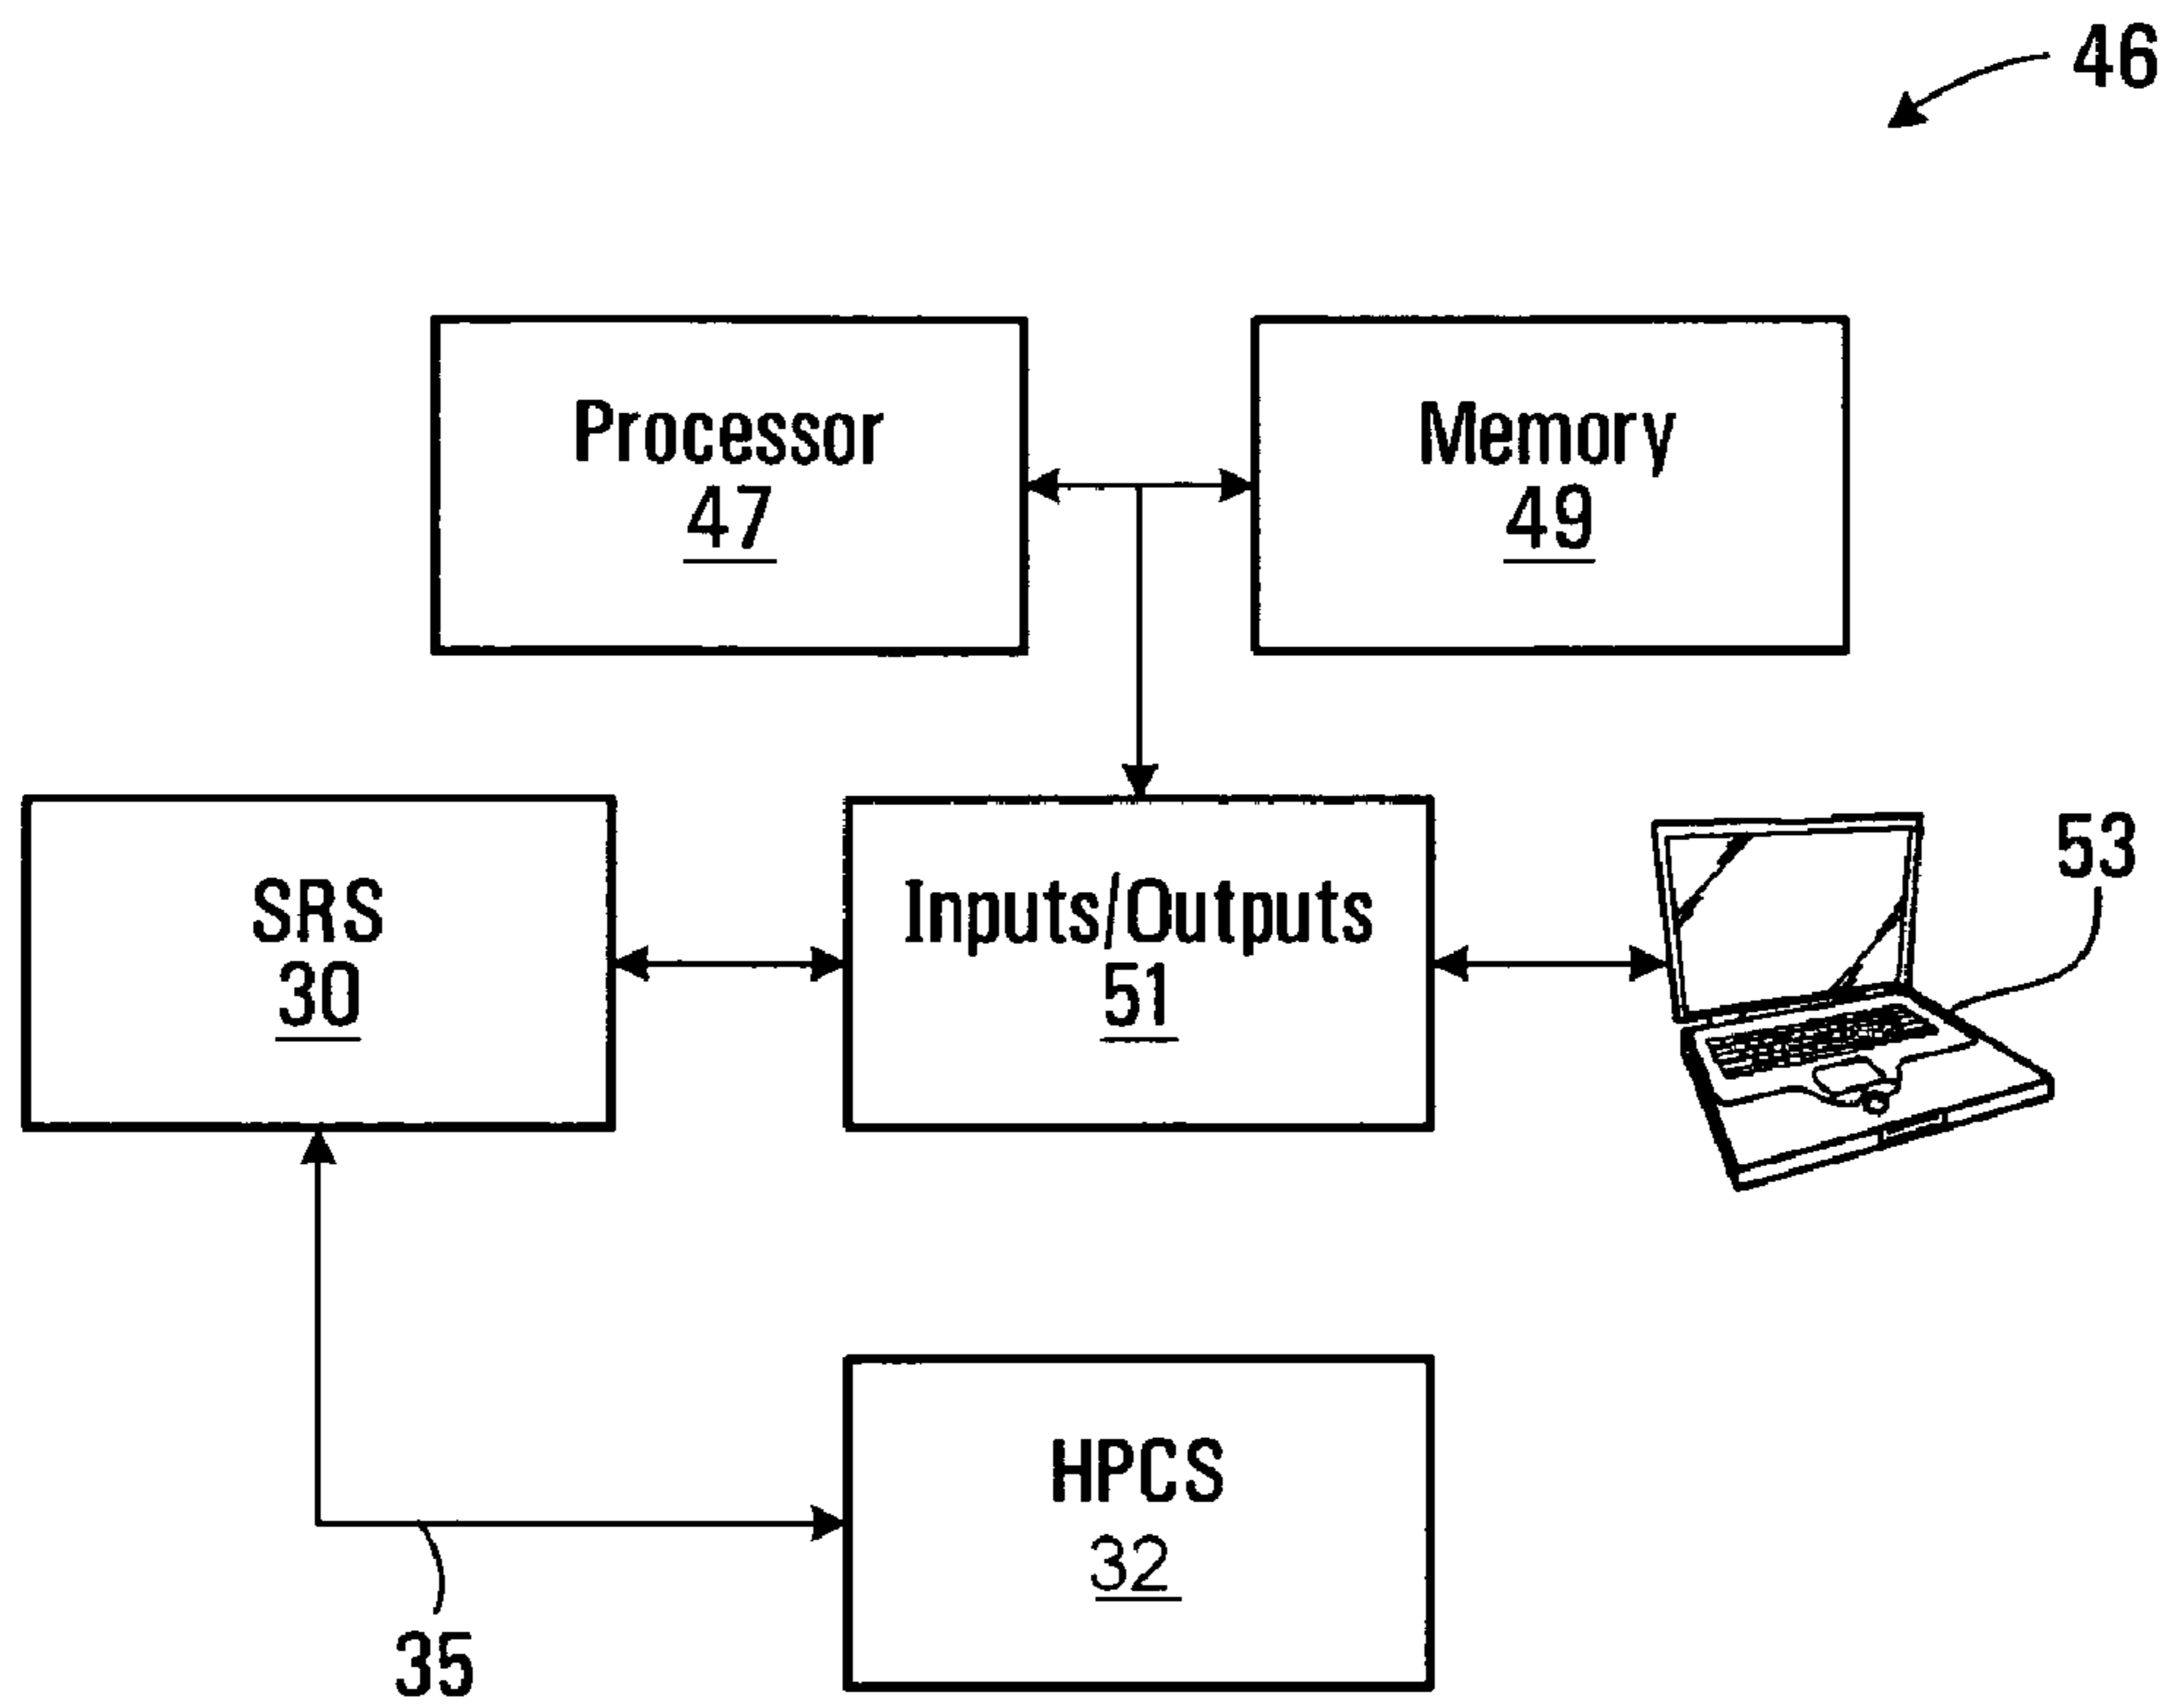 46
Processor
47
Memory
49
SRS
30
Inputs/Outputs
51
53
HPCS
32
35